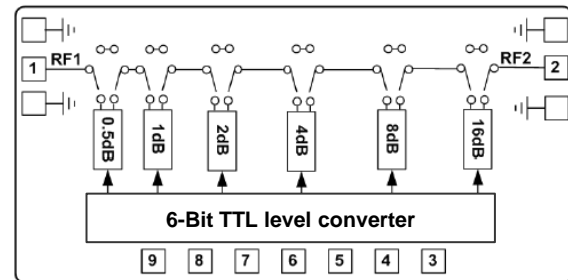 RF1 RF2
1 2
0.5dB 1dB 2dB 4dB 8dB 16dB
6-Bit TTL level converter
9 8 7 6 5 4 3